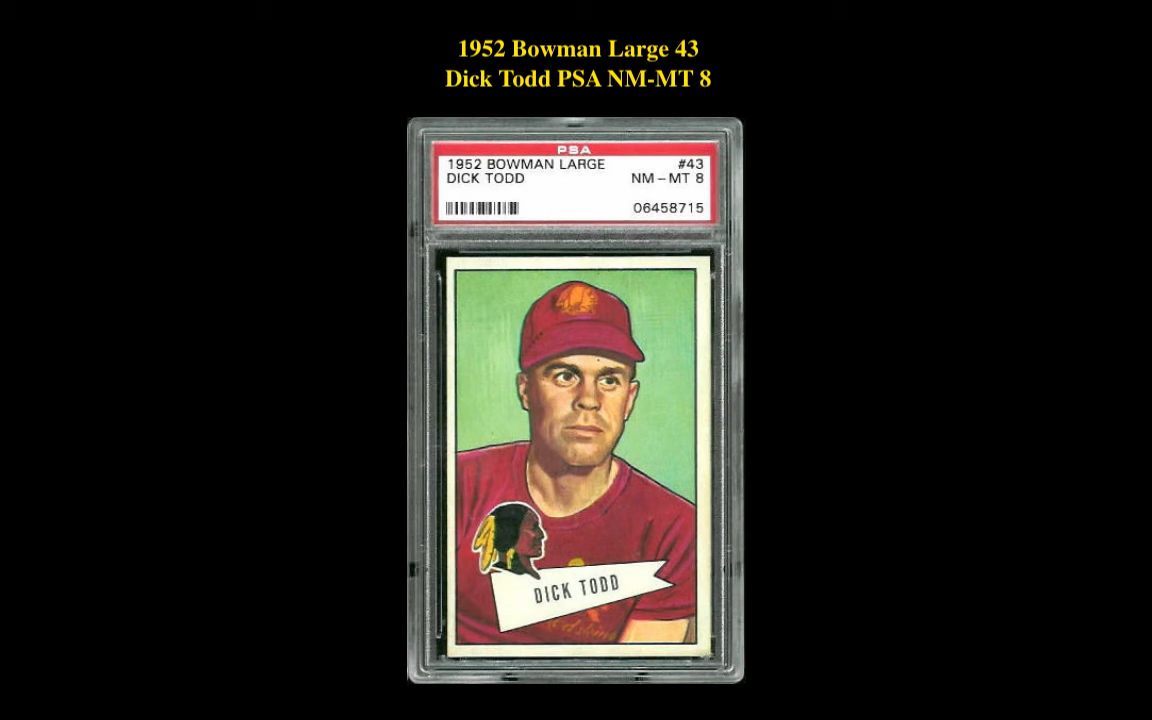 1952 Bowman Large 43
Dick Todd PSA NM-MT 8
PSA
1952 BOWMAN LARGE #43
DICK TODD NM – MT 8
06458715
DICK TODD
Redskins